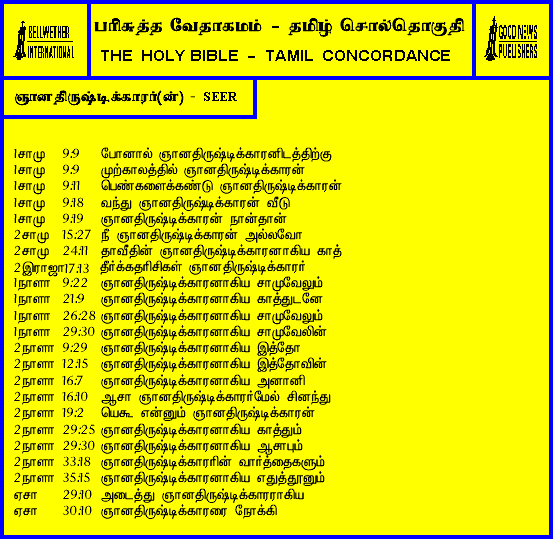 BELLWETHER
INTERNATIONAL
பரிசுத்த வேதாகமம் - தமிழ் சொல்தொகுதி
THE HOLY BIBLE - TAMIL CONCORDANCE
GOOD NEWS
PUBLISHERS
ஞானதிருஷ்டிக்காரர்(ன்) - SEER
1சாமு 9:9 போனால் ஞானதிருஷ்டிக்காரனிடத்திற்கு
1சாமு 9:9 முற்காலத்தில் ஞானதிருஷ்டிக்காரன்
1சாமு 9:11 பெண்களைக்கண்டு ஞானதிருஷ்டிக்காரன்
1சாமு 9:18 வந்து ஞானதிருஷ்டிக்காரன் வீடு
1சாமு 9:19 ஞானதிருஷ்டிக்காரன் நான்தான்
2சாமு 15:27 நீ ஞானதிருஷ்டிக்காரன் அல்லவோ
2சாமு 24:11 தாவீதின் ஞானதிருஷ்டிக்காரனாகிய காத்
2இராஜா17:13 தீர்க்கதரிசிகள் ஞானதிருஷ்டிக்காரர்
1நாளா 9:22 ஞானதிருஷ்டிக்காரனாகிய சாமுவேலும்
1நாளா 21:9 ஞானதிருஷ்டிக்காரனாகிய காத்துடனே
1நாளா 26:28 ஞானதிருஷ்டிக்காரனாகிய சாமுவேலும்
1நாளா 29:30 ஞானதிருஷ்டிக்காரனாகிய சாமுவேலின்
2நாளா 9:29 ஞானதிருஷ்டிக்காரனாகிய இத்தோ
2நாளா 12:15 ஞானதிருஷ்டிக்காரனாகிய இத்தோவின்
2நாளா 16:7 ஞானதிருஷ்டிக்காரனாகிய அனானி
2நாளா 16:10 ஆசா ஞானதிருஷ்டிக்காரர்மேல் சினந்து
2நாளா 19:2 யெகூ என்னும் ஞானதிருஷ்டிக்காரன்
2நாளா 29:25 ஞானதிருஷ்டிக்காரனாகிய காத்தும்
2நாளா 29:30 ஞானதிருஷ்டிக்காரனாகிய ஆசாபும்
2நாளா 33:18 ஞானதிருஷ்டிக்காரரின் வார்த்தைகளும்
2நாளா 35:15 ஞானதிருஷ்டிக்காரனாகிய எதுத்தூனும்
ஏசா 29:10 அடைத்து ஞானதிருஷ்டிக்காரராகிய
ஏசா 30:10 ஞானதிருஷ்டிக்காரரை நோக்கி